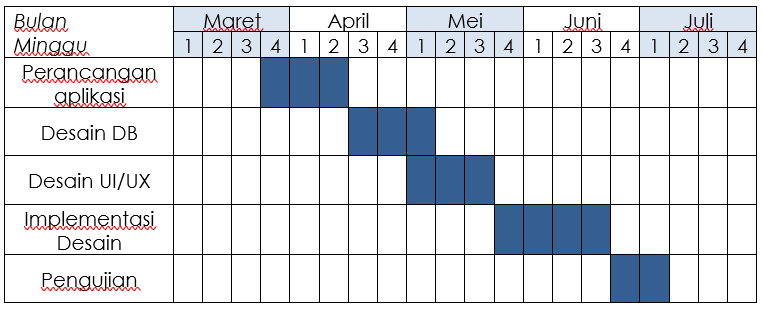 Bulan Maret April Mei Juni Juli
Minggu 1 2 3 4 1 2 3 4 1 2 3 4 1 2 3 4 1 2 3 4
Perancangan
aplikasi
Desain DB
Desain UI/UX
Implementasi
Desain
Pengujian